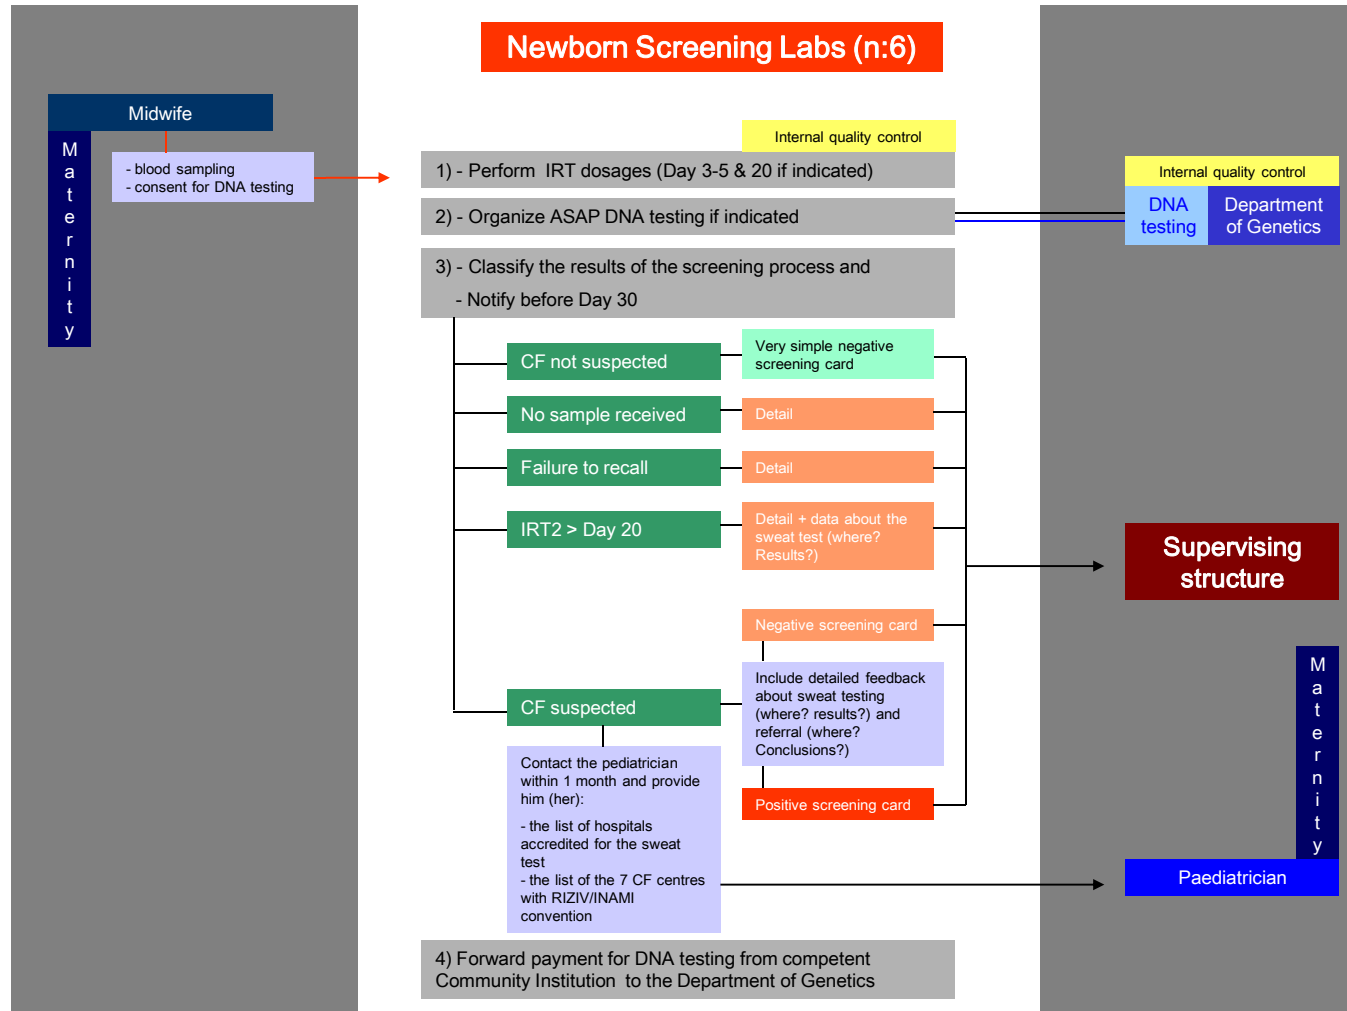 Newborn Screening Labs (n:6)
Midwife
Maternity
- blood sampling
- consent for DNA testing
Internal quality control
1) - Perform IRT dosages (Day 3-5 & 20 if indicated)
2) - Organize ASAP DNA testing if indicated
Internal quality control
DNA
testing
Department
of Genetics
3) - Classify the results of the screening process and
- Notify before Day 30
CF not suspected
Very simple negative
screening card
No sample received
Detail
Failure to recall
Detail
IRT2 > Day 20
Detail + data about the
sweat test (where?
Results?)
Supervising
structure
Negative screening card
CF suspected
Include detailed feedback
about sweat testing
(where? results?) and
referral (where?
Conclusions?)
Positive screening card
Contact the pediatrician
within 1 month and provide
him (her):
- the list of hospitals
accredited for the sweat
test
- the list of the 7 CF centres
with RIZIV/INAMI
convention
Maternity
Paediatrician
4) Forward payment for DNA testing from competent
Community Institution to the Department of Genetics